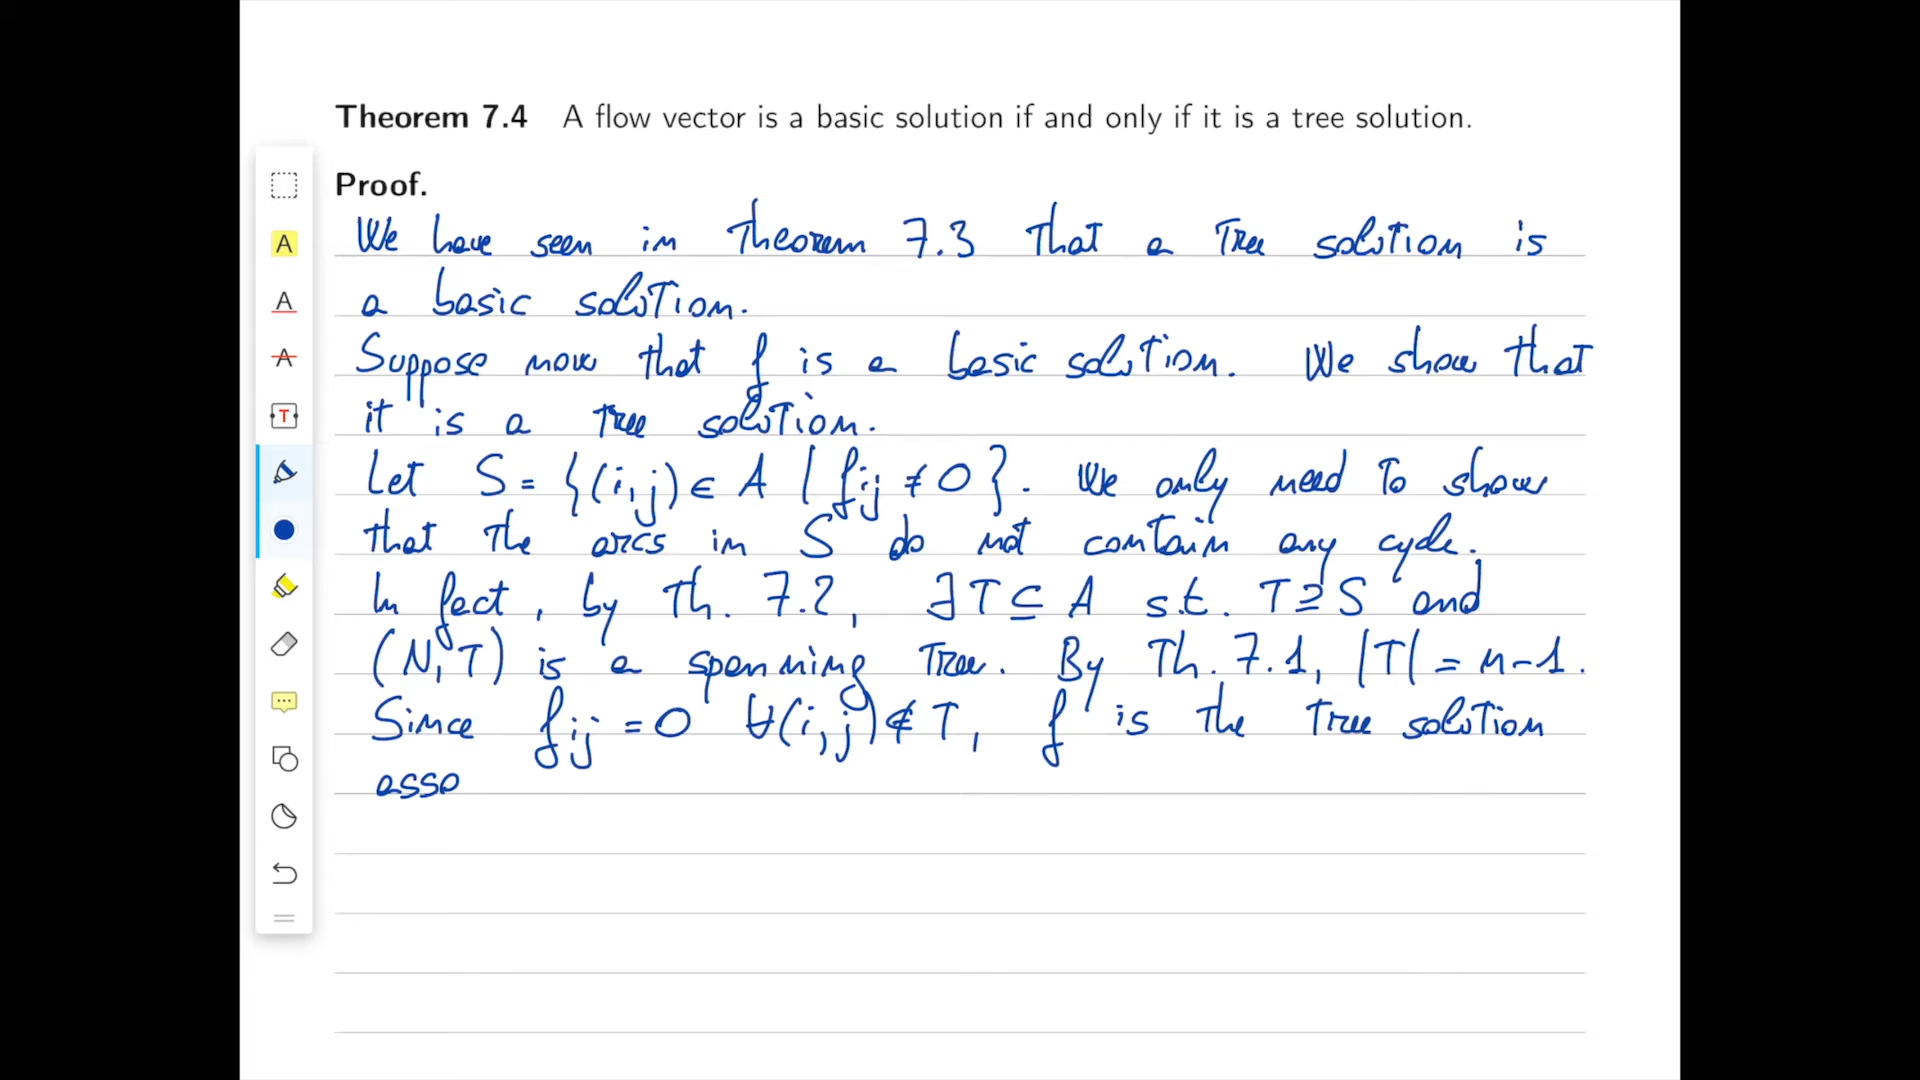 Theorem 7.4 A flow vector is a basic solution if and only if it is a tree solution.
Proof.
We have seen in Theorem 7.3 that a tree solution is
a basic solution.
Suppose now that f is a basic solution. We show that
it is a tree solution.
Let S = {(i,j) ∈ A | fij ≠ 0}. We only need to show
that the arcs in S do not contain any cycle.
In fact, by Th. 7.2, ∃ T ⊆ A s.t. T ⊇ S and
(N,T) is a spanning tree. By Th. 7.1, |T| = n-1.
Since fij = 0 ∀(i,j) ∉ T, f is the tree solution
asso